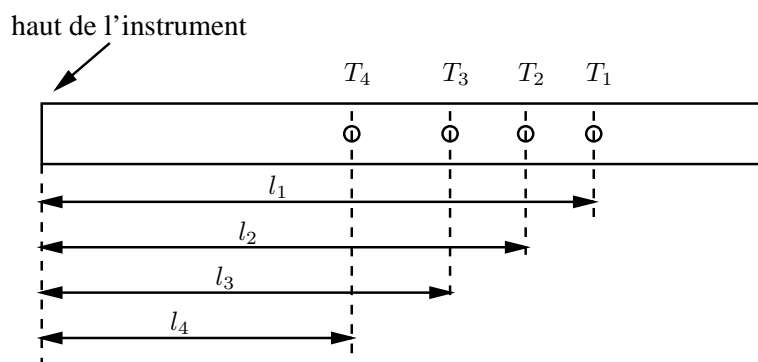 haut de l'instrument
T₄ T₃ T₂ T₁
l₁
l₂
l₃
l₄